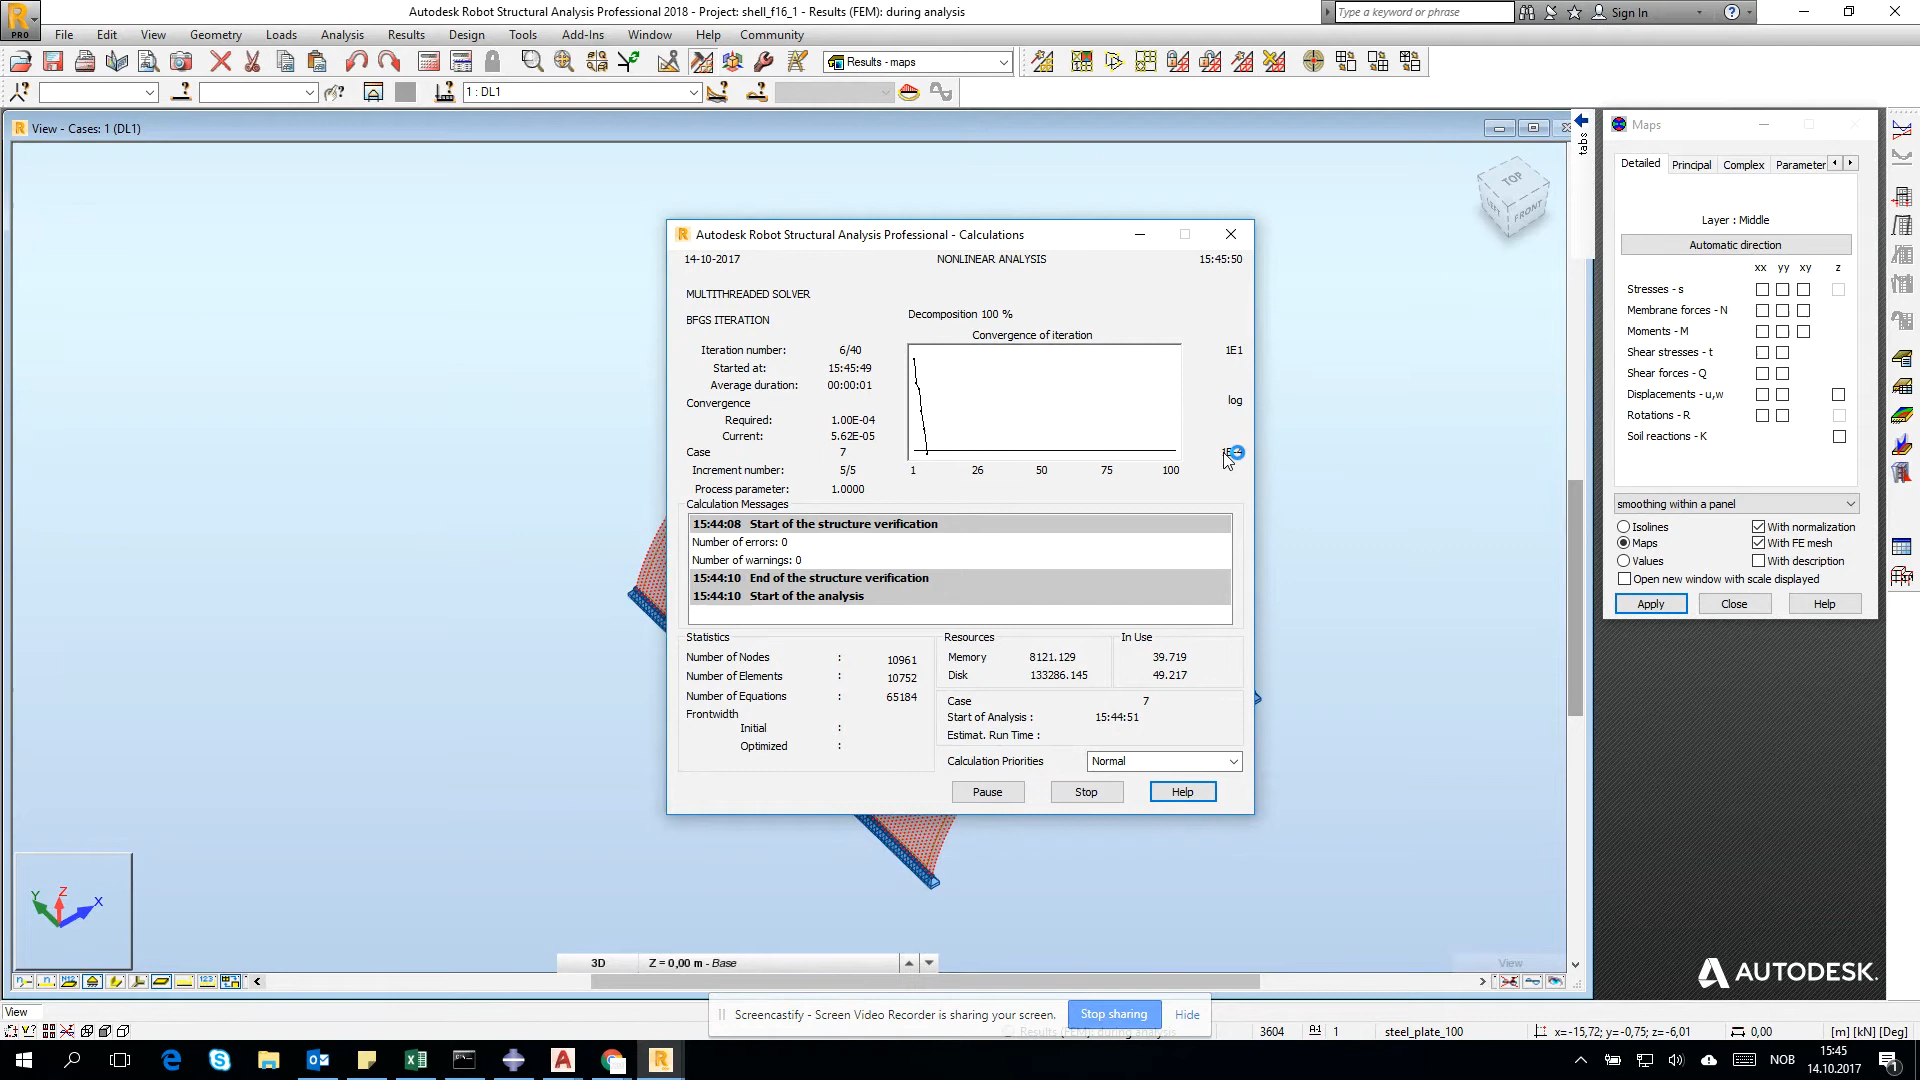 Autodesk Robot Structural Analysis Professional 2018 - Project: shell_f16_1 - Results (FEM): during analysis
Type a keyword or phrase
Sign In
PRO
File Edit View Geometry Loads Analysis Results Design Tools Add-Ins Window Help Community
Results - maps
1 : DL1
View - Cases: 1 (DL1)
tabs
TOP
LEFT
FRONT
Maps
Detailed Principal Complex Parameter
Layer : Middle
Automatic direction
xx yy xy z
Stresses - s
Membrane forces - N
Moments - M
Shear stresses - t
Shear forces - Q
Displacements - u,w
Rotations - R
Soil reactions - K
smoothing within a panel
Isolines
With normalization
Maps
With FE mesh
Values
With description
Open new window with scale displayed
Apply Close Help
Autodesk Robot Structural Analysis Professional - Calculations
14-10-2017 NONLINEAR ANALYSIS 15:45:50
MULTITHREADED SOLVER
BFGS ITERATION
Decomposition 100 %
Convergence of iteration
Iteration number: 6/40
Started at: 15:45:49
Average duration: 00:00:01
Convergence
Required: 1.00E-04
Current: 5.62E-05
Case 7
Increment number: 5/5
Process parameter: 1.0000
1E1
log
1 26 50 75 100
Calculation Messages
15:44:08 Start of the structure verification
Number of errors: 0
Number of warnings: 0
15:44:10 End of the structure verification
15:44:10 Start of the analysis
Statistics
Number of Nodes : 10961
Number of Elements : 10752
Number of Equations : 65184
Frontwidth
Initial :
Optimized :
Resources In Use
Memory 8121.129 39.719
Disk 133286.145 49.217
Case 7
Start of Analysis : 15:44:51
Estimat. Run Time :
Calculation Priorities Normal
Pause Stop Help
Y Z X
3D Z = 0,00 m - Base
View
AUTODESK.
View
Screencastify - Screen Video Recorder is sharing your screen. Stop sharing Hide
Results (FEM): during analysis
3604 1 steel_plate_100 x=-15,72; y=-0,75; z=-6,01 0,00 [m] [kN] [Deg]
NOB
15:45
14.10.2017
1